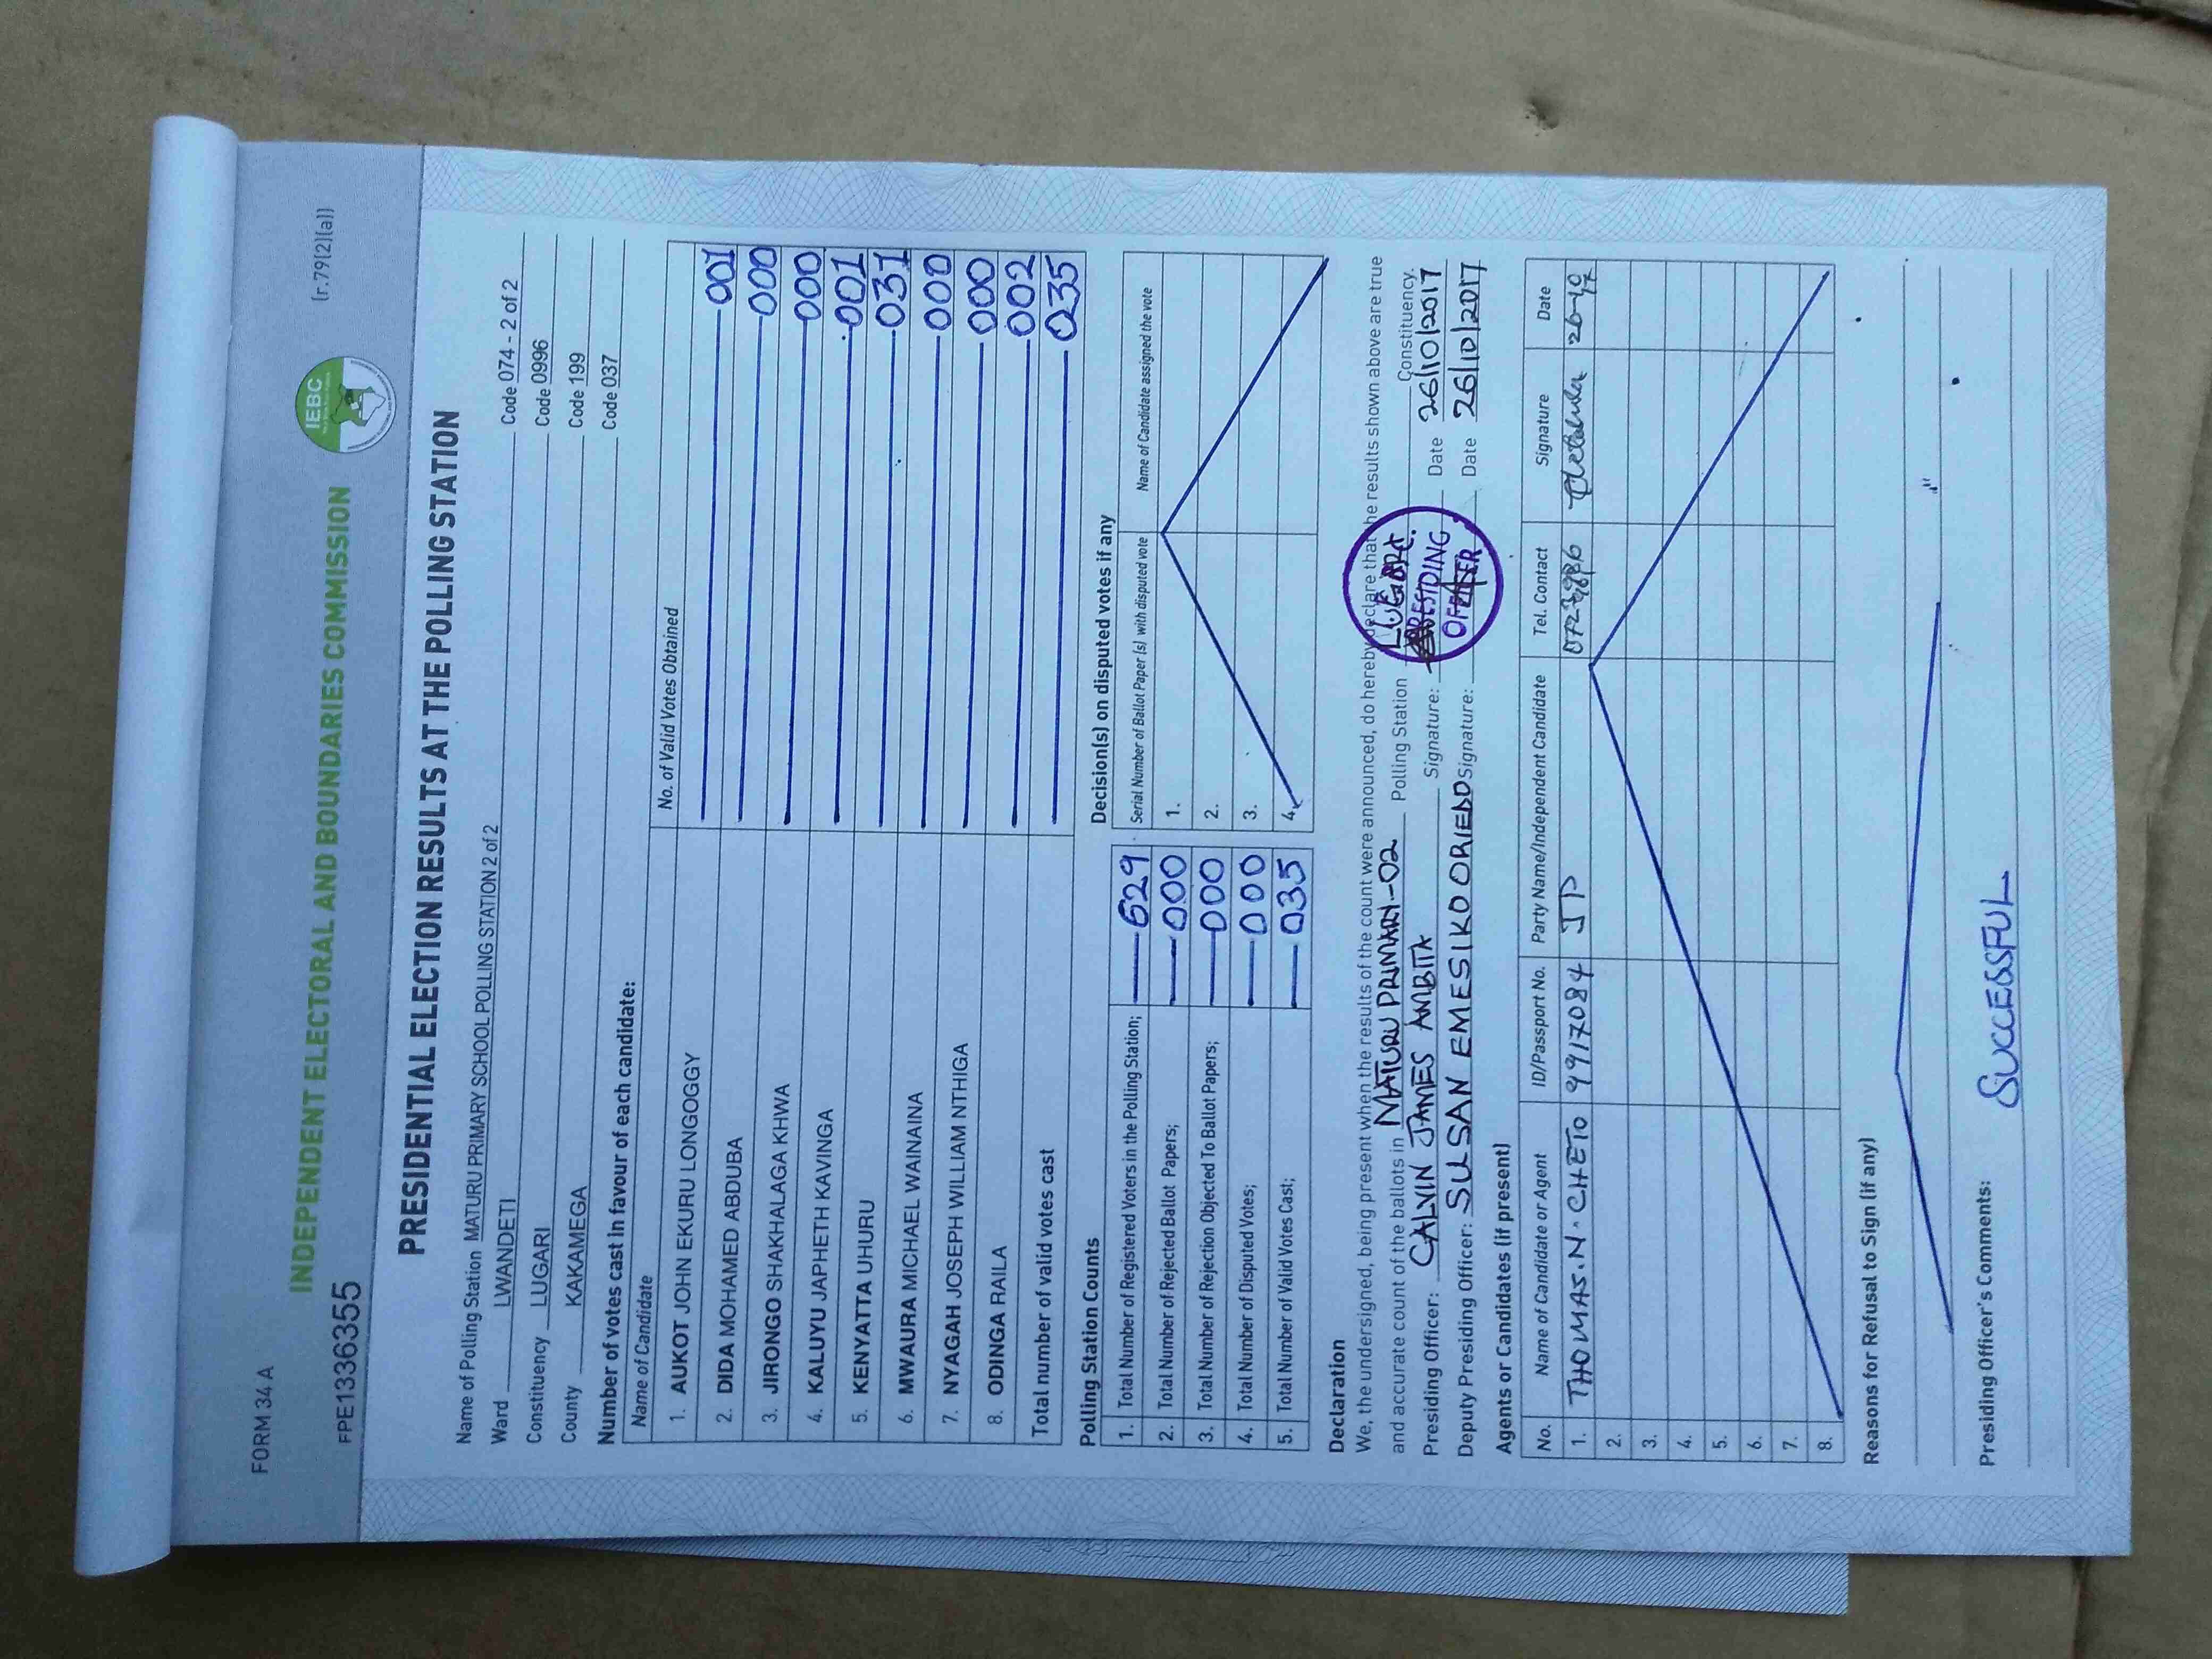 FORM 34 A
(r.79(2)(a))
INDEPENDENT ELECTORAL AND BOUNDARIES COMMISSION
IEBC
FPE1336355
PRESIDENTIAL ELECTION RESULTS AT THE POLLING STATION
Name of Polling Station MATURU PRIMARY SCHOOL POLLING STATION 2 of 2 Code 074 - 2 of 2
Ward LWANDETI Code 0996
Constituency LUGARI Code 199
County KAKAMEGA Code 037
Number of votes cast in favour of each candidate:
Name of Candidate No. of Valid Votes Obtained
1. AUKOT JOHN EKURU LONGOGGY 001
2. DIDA MOHAMED ABDUBA 000
3. JIRONGO SHAKHALAGA KHWA 000
4. KALUYU JAPHETH KAVINGA 001
5. KENYATTA UHURU 031
6. MWAURA MICHAEL WAINAINA 000
7. NYAGAH JOSEPH WILLIAM NTHIGA 000
8. ODINGA RAILA 002
Total number of valid votes cast 035
Polling Station Counts
1. Total Number of Registered Voters in the Polling Station; 629
2. Total Number of Rejected Ballot Papers; 000
3. Total Number of Rejection Objected To Ballot Papers; 000
4. Total Number of Disputed Votes; 000
5. Total Number of Valid Votes Cast; 035
Decision(s) on disputed votes if any
Serial Number of Ballot Paper (s) with disputed vote Name of Candidate assigned the vote
1.
2.
3.
4.
Declaration
We, the undersigned, being present when the results of the count were announced, do hereby declare that the results shown above are true
and accurate count of the ballots in MATURU PRIMARY-02 Polling Station LUGARI Constituency.
Presiding Officer: CALVIN JAMES AMBITA Signature: Date 26/10/2017
Deputy Presiding Officer: SUSAN EMESIKO ORIEDO Signature: Date 26/10/2017
PRESIDING
OFFICER
Agents or Candidates (if present)
No. Name of Candidate or Agent ID/Passport No. Party Name/Independent Candidate Tel. Contact Signature Date
1. THOMAS.N.CHETO 99917084 JP
2.
3.
4.
5.
6.
7.
8.
Reasons for Refusal to Sign (if any)
Presiding Officer's Comments:
SUCCESSFUL